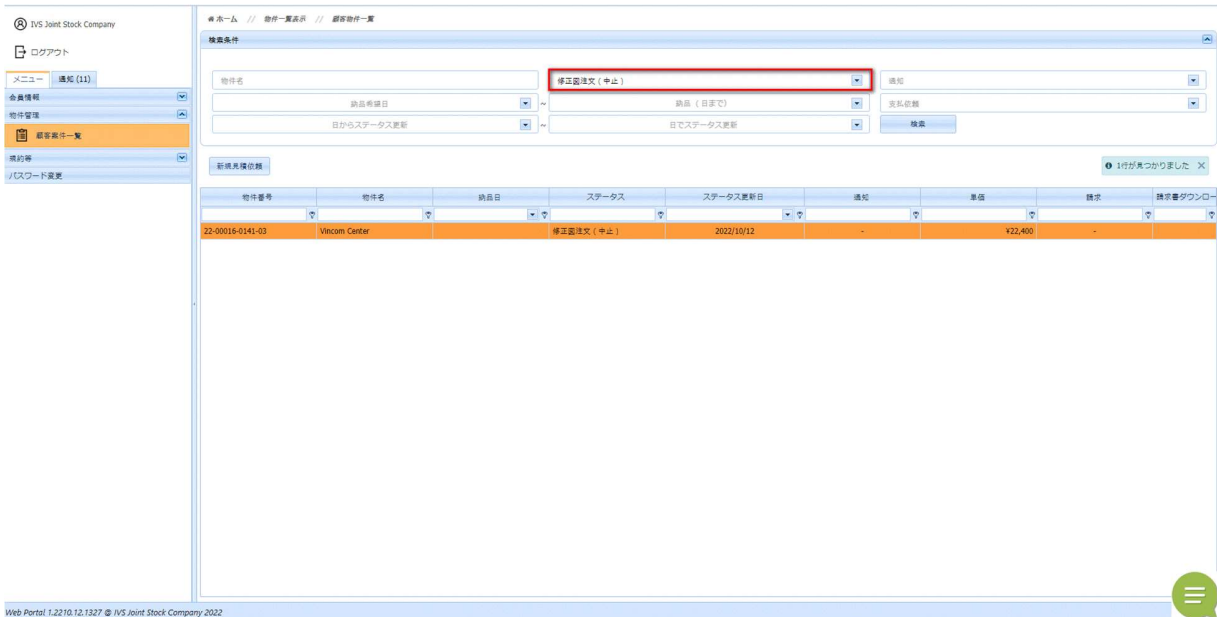 IVS Joint Stock Company
ログアウト
メニュー 通知 (11)
会員情報
物件管理
顧客案件一覧
規約等
パスワード変更
ホーム // 物件一覧表示 // 顧客物件一覧
検索条件
物件名 修正図注文（中止） 通知
納品希望日 ~ 納品（日まで） 支払依頼
日からステータス更新 ~ 日でステータス更新 検索
新規見積依頼 1行が見つかりました
物件番号 物件名 納品日 ステータス ステータス更新日 通知 単価 請求 請求書ダウンロー
22-00016-0141-03 Vincom Center 修正図注文（中止） 2022/10/12 - ¥22,400 -
Web Portal 1.2210.12.1327 @ IVS Joint Stock Company 2022